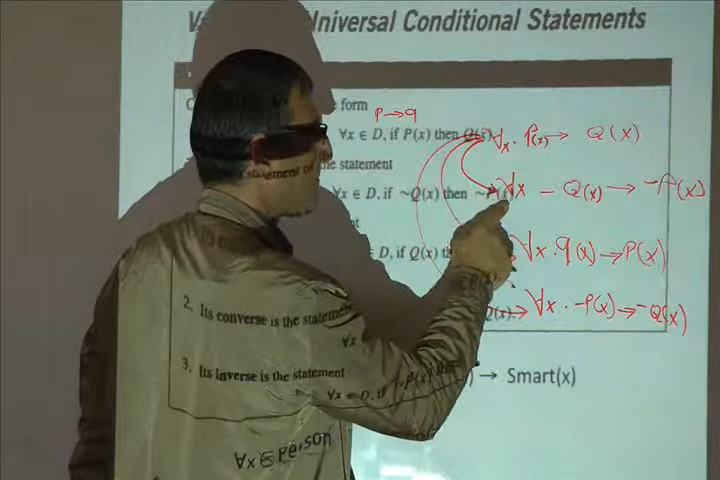 Universal Conditional Statements
form
P → q
∀x ∈ D, if P(x) then Q(x). ∀x. P(x) → Q(x)
statement of the statement
∀x ∈ D, if ~Q(x) then ~P(x). ∀x - Q(x) → -P(x)
∀x ∈ D, if Q(x) ∀x. q(x) → P(x)
2. Its converse is the statement
∀x
Q(x). ∀x. -P(x) → -Q(x)
3. Its inverse is the statement
∀x ∈ D, if ~P(x)
→ Smart(x)
∀x ∈ Person